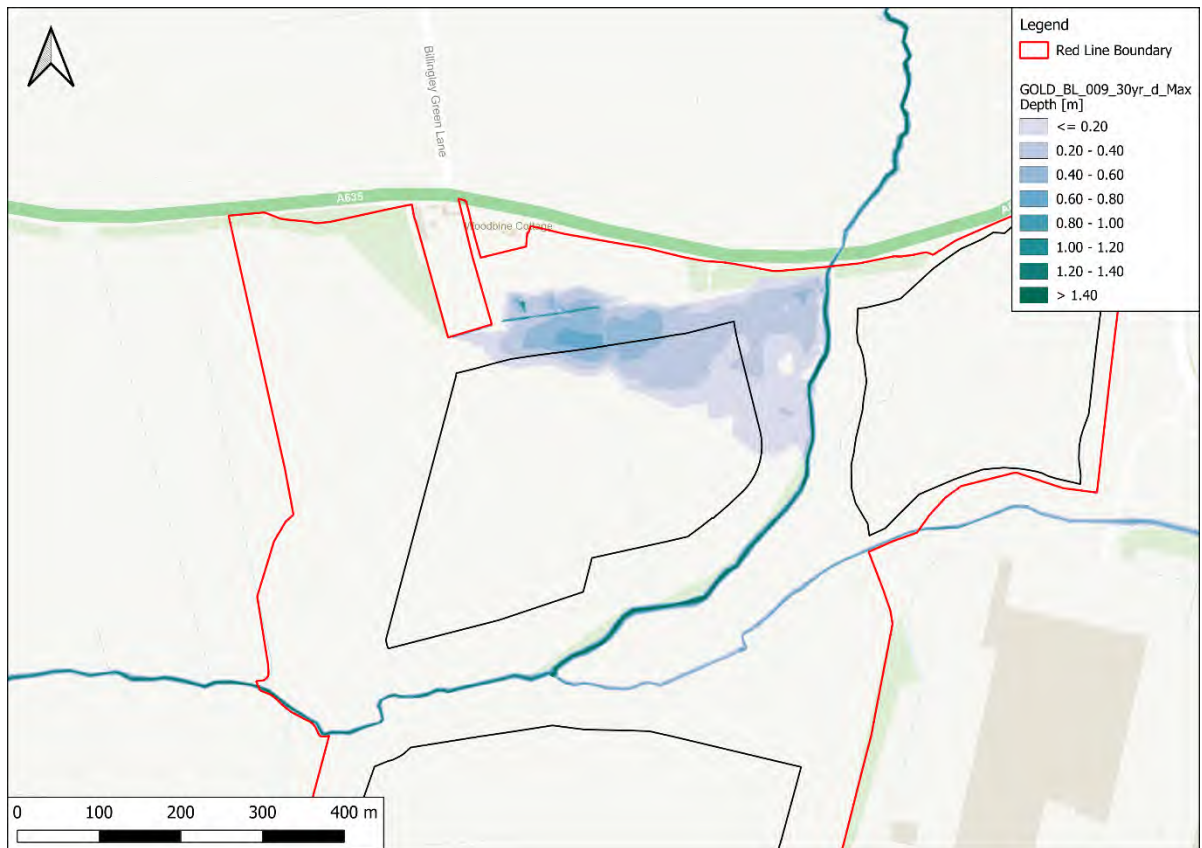 Legend
Red Line Boundary
GOLD_BL_009_30yr_d_Max
Depth [m]
<= 0.20
0.20 - 0.40
0.40 - 0.60
0.60 - 0.80
0.80 - 1.00
1.00 - 1.20
1.20 - 1.40
> 1.40
Billingley Green Lane
A635
Woodbine Cottage
0 100 200 300 400 m